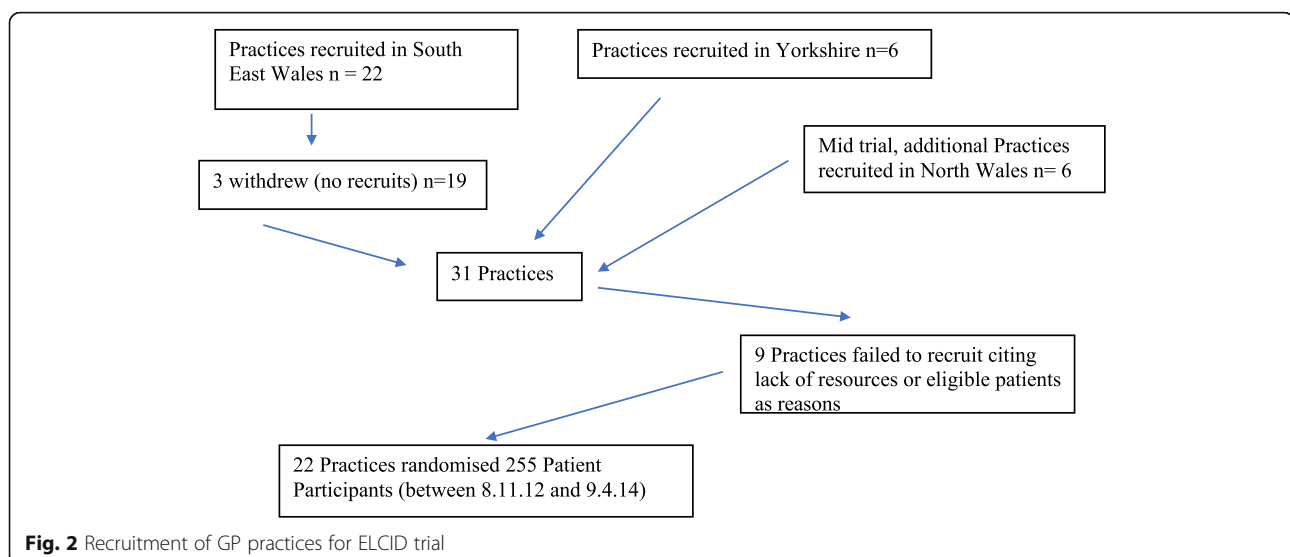 Practices recruited in South
East Wales n = 22
Practices recruited in Yorkshire n=6
Mid trial, additional Practices
recruited in North Wales n= 6
3 withdrew (no recruits) n=19
31 Practices
9 Practices failed to recruit citing
lack of resources or eligible patients
as reasons
22 Practices randomised 255 Patient
Participants (between 8.11.12 and 9.4.14)
Fig. 2 Recruitment of GP practices for ELCID trial